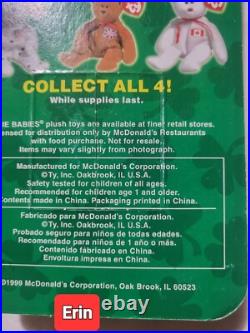 COLLECT ALL 4!
While supplies last.
BABIES® plush toys are available at finer retail stores.
for distribution only by McDonald's Restaurants
with food purchase. Not for resale.
Items may vary slightly from photograph.
Manufactured for McDonald's Corporation.
©Ty, Inc. Oakbrook, IL U.S.A.
Safety tested for children of all ages.
Recommended for children age 1 and older.
Contents made in China. Packaging printed in China.
Fabricado para McDonald's Corporation.
©Ty, Inc. Oakbrook, IL U.S.A.
Probado seguro para niños de todas edades.
Recomendado para niños de 1 año o más.
Contenido fabricado en China.
Envoltura impresa en China.
©1999 McDonald's Corporation, Oak Brook, IL 60523
Erin